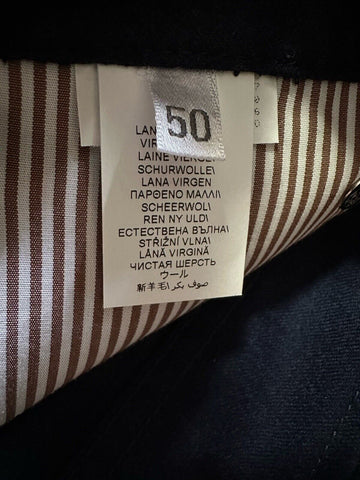 50
LANA
LAINE VIERGE\
SCHURWOLLE\
LANA VIRGEN\
ΠΑΡΘΕΝΟ ΜΑΛΛΙ\
SCHEERWOL\
REN NY ULD\
ЕСТЕСТВЕНА ВЪЛНА\
STŘIŽNÍ VLNA\
LÂNĂ VIRGINĂ
ЧИСТАЯ ШЕРСТЬ
ウール\
新羊毛\ صوف بكر\